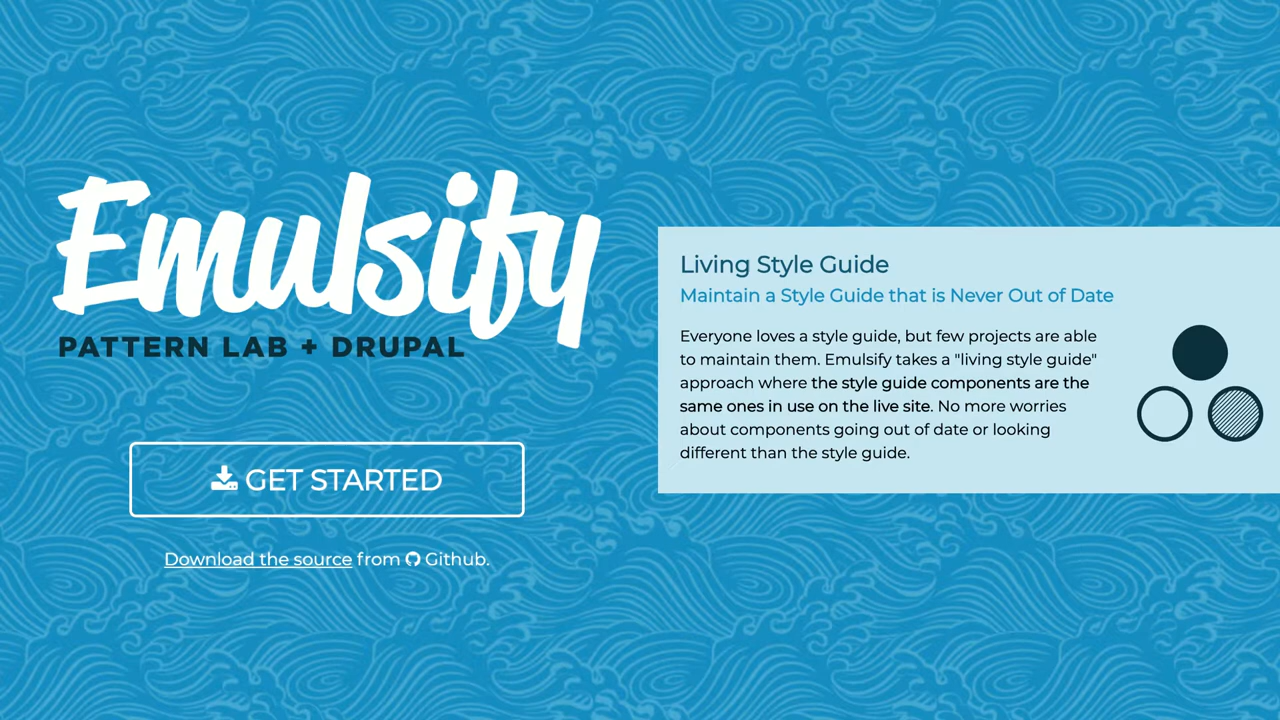 Emulsify
PATTERN LAB + DRUPAL
GET STARTED
Download the source from Github.
Living Style Guide
Maintain a Style Guide that is Never Out of Date
Everyone loves a style guide, but few projects are able
to maintain them. Emulsify takes a "living style guide"
approach where the style guide components are the
same ones in use on the live site. No more worries
about components going out of date or looking
different than the style guide.